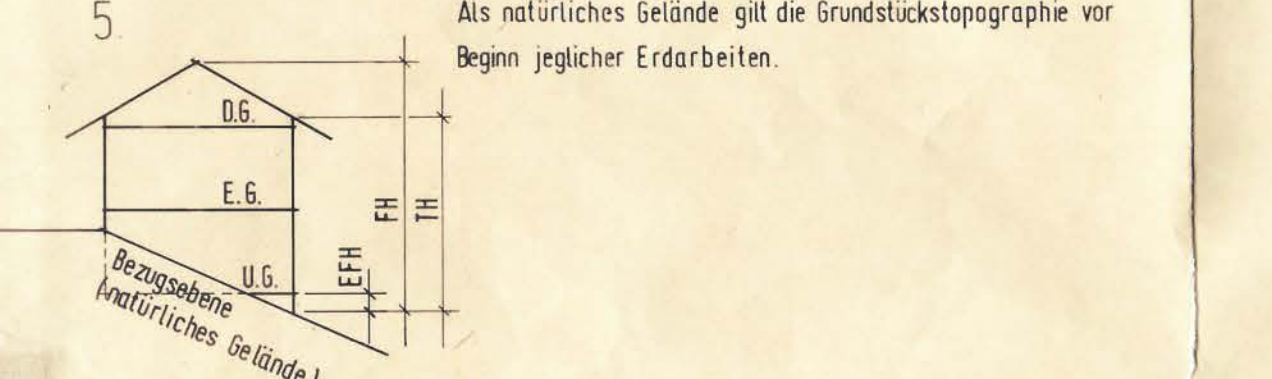 5.
Als natürliches Gelände gilt die Grundstückstopographie vor
Beginn jeglicher Erdarbeiten.
D.G.
E.G.
U.G.
EFH
FH
TH
Bezugsebene
(natürliches Gelände)